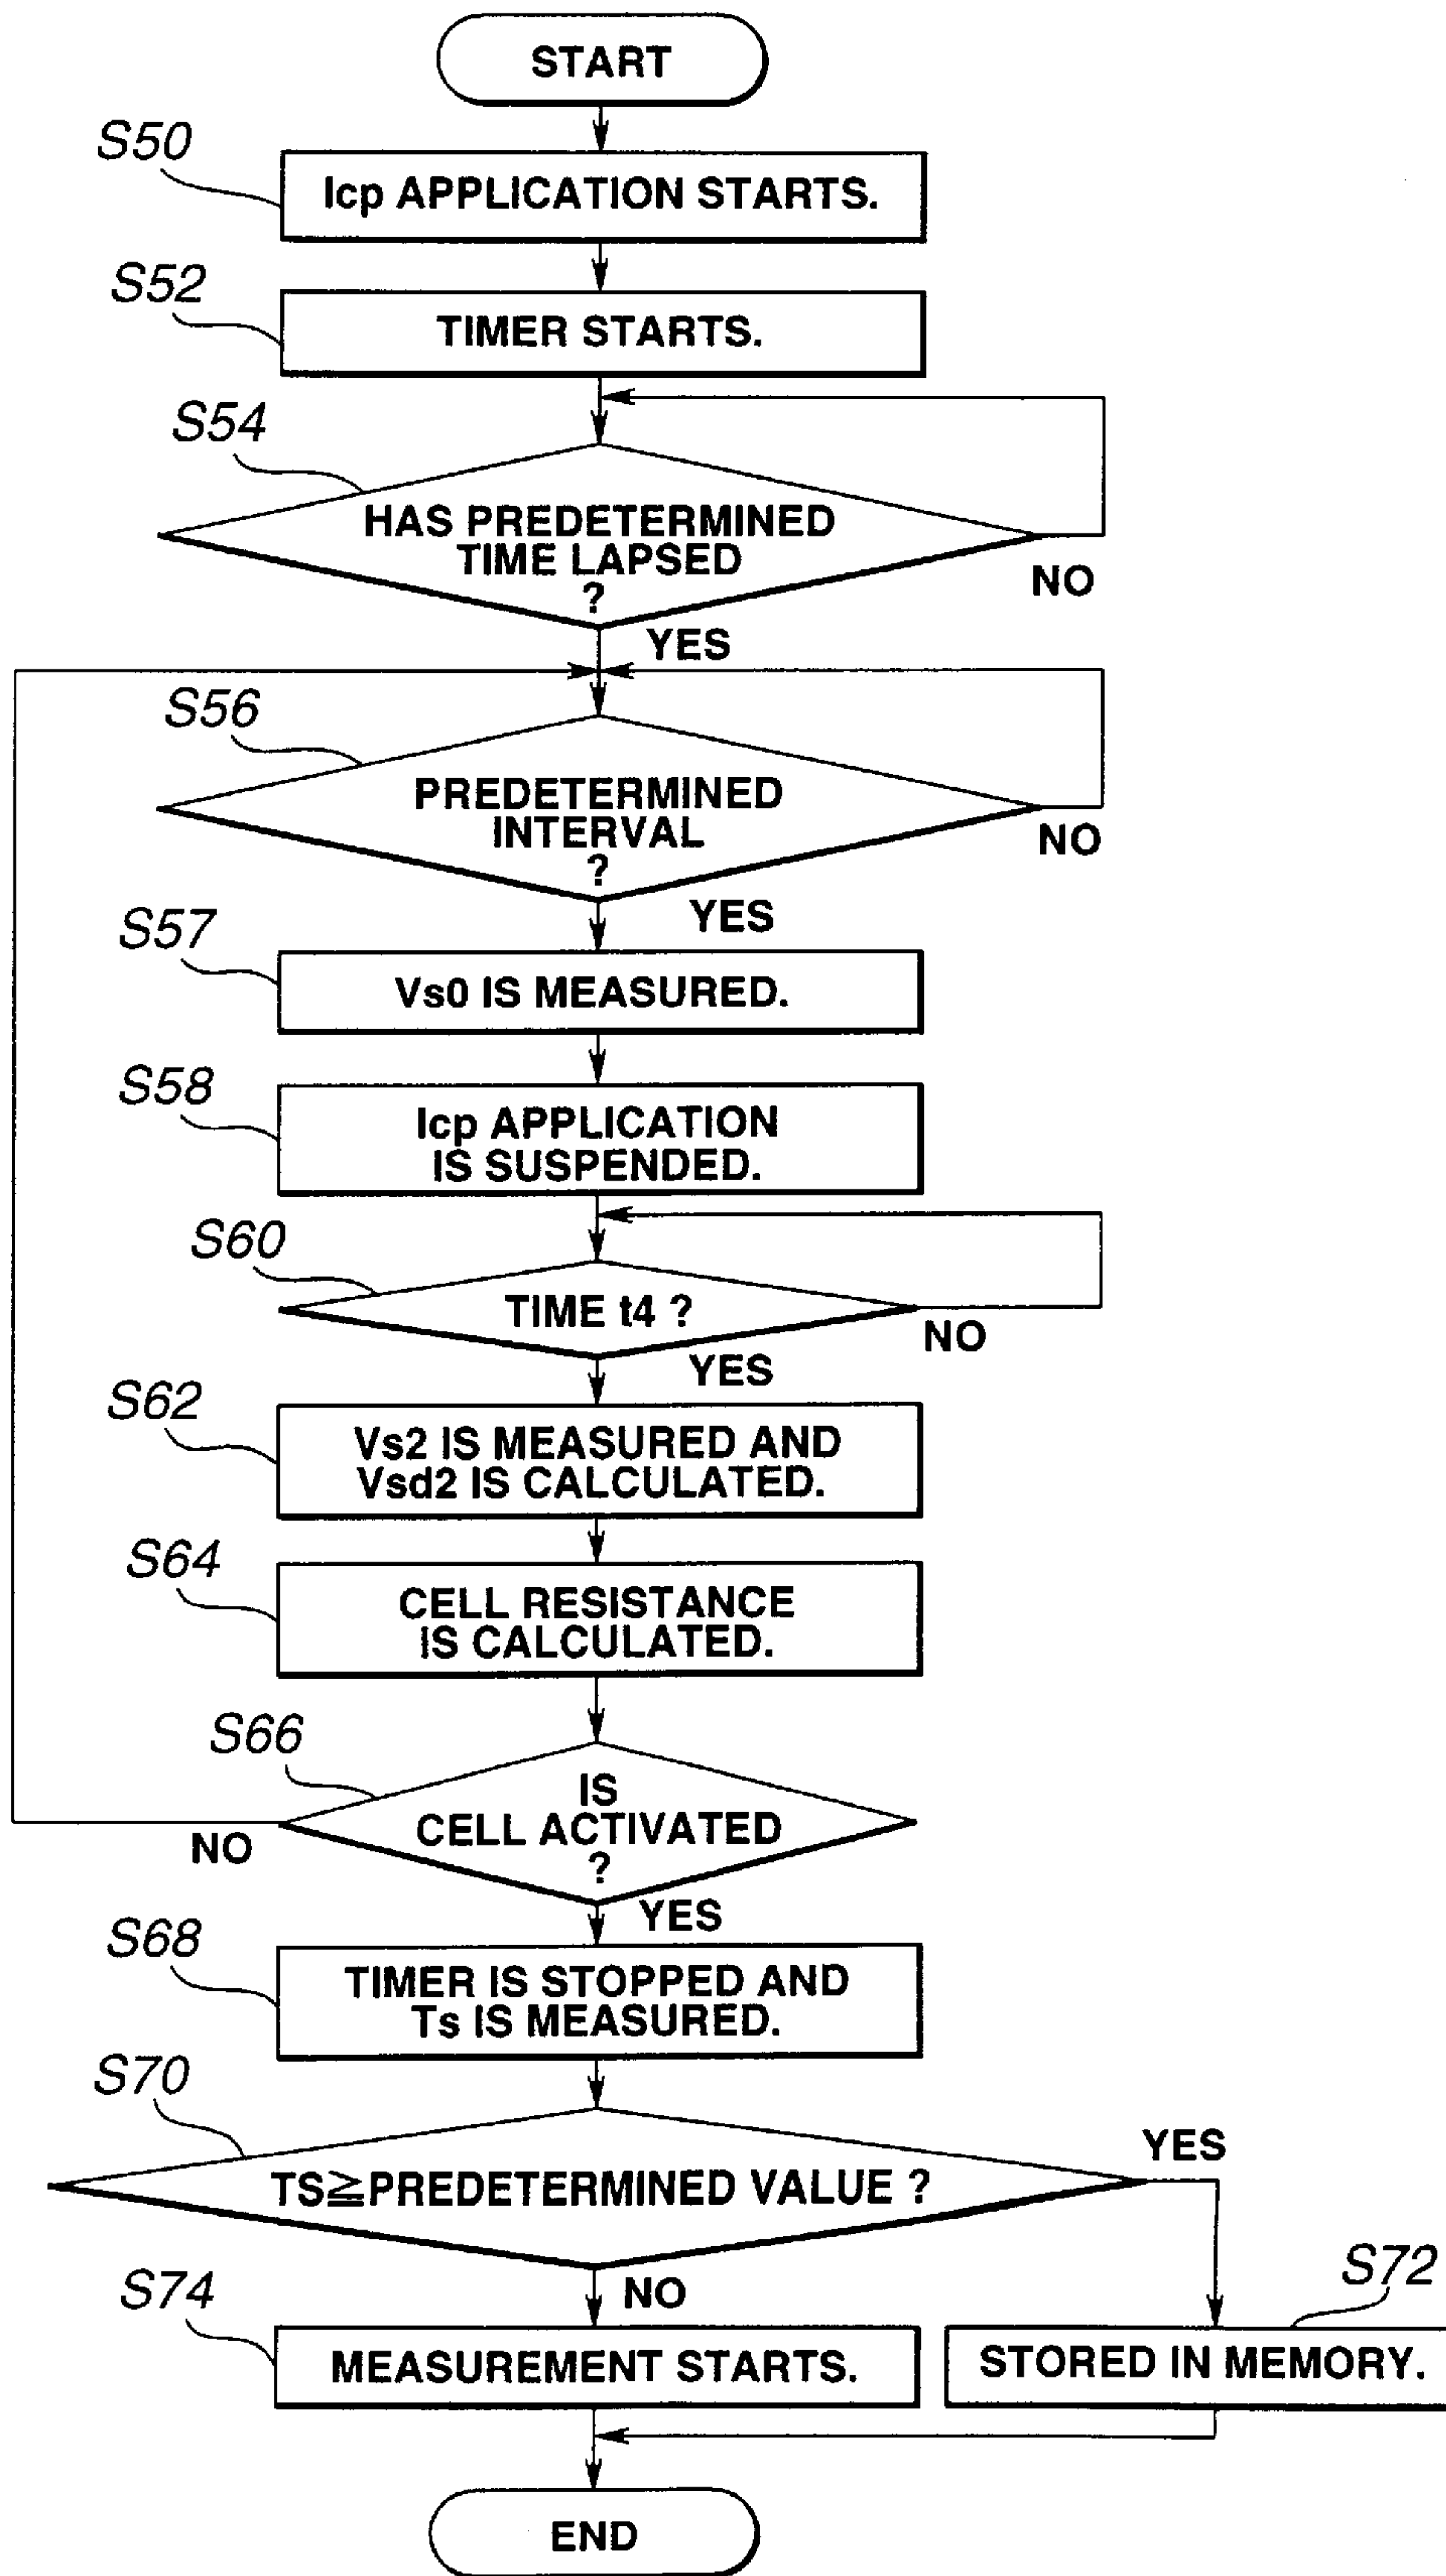 START
S50
Icp APPLICATION STARTS.
S52
TIMER STARTS.
S54
HAS PREDETERMINED
TIME LAPSED
?
NO
YES
S56
PREDETERMINED
INTERVAL
?
NO
YES
S57
Vs0 IS MEASURED.
S58
Icp APPLICATION
IS SUSPENDED.
S60
TIME t4 ?
NO
YES
S62
Vs2 IS MEASURED AND
Vsd2 IS CALCULATED.
S64
CELL RESISTANCE
IS CALCULATED.
S66
IS
CELL ACTIVATED
?
NO
YES
S68
TIMER IS STOPPED AND
Ts IS MEASURED.
S70
TS≧PREDETERMINED VALUE ?
YES
NO
S72
S74
MEASUREMENT STARTS.
STORED IN MEMORY.
END